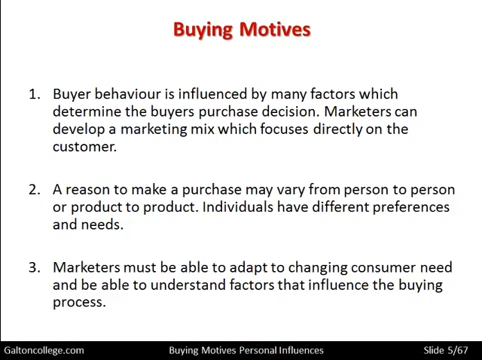 Buying Motives
1. Buyer behaviour is influenced by many factors which
determine the buyers purchase decision. Marketers can
develop a marketing mix which focuses directly on the
customer.
2. A reason to make a purchase may vary from person to person
or product to product. Individuals have different preferences
and needs.
3. Marketers must be able to adapt to changing consumer need
and be able to understand factors that influence the buying
process.
Galtoncollege.com Buying Motives Personal Influences Slide 5/67